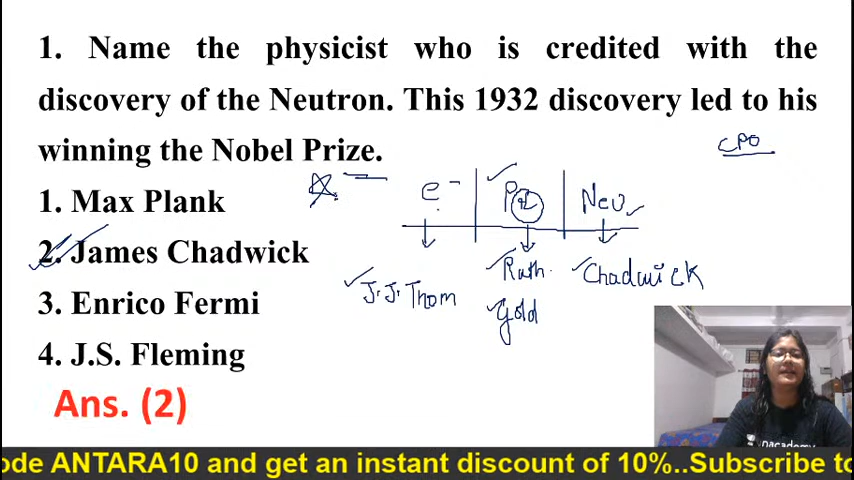 1. Name the physicist who is credited with the
discovery of the Neutron. This 1932 discovery led to his
winning the Nobel Prize.
CPO
1. Max Plank
2. James Chadwick
3. Enrico Fermi
4. J.S. Fleming
Ans. (2)
e- Neu
J.J. Thom Ruth. Chadwick
Gold
nacademy
ode ANTARA10 and get an instant discount of 10%..Subscribe to